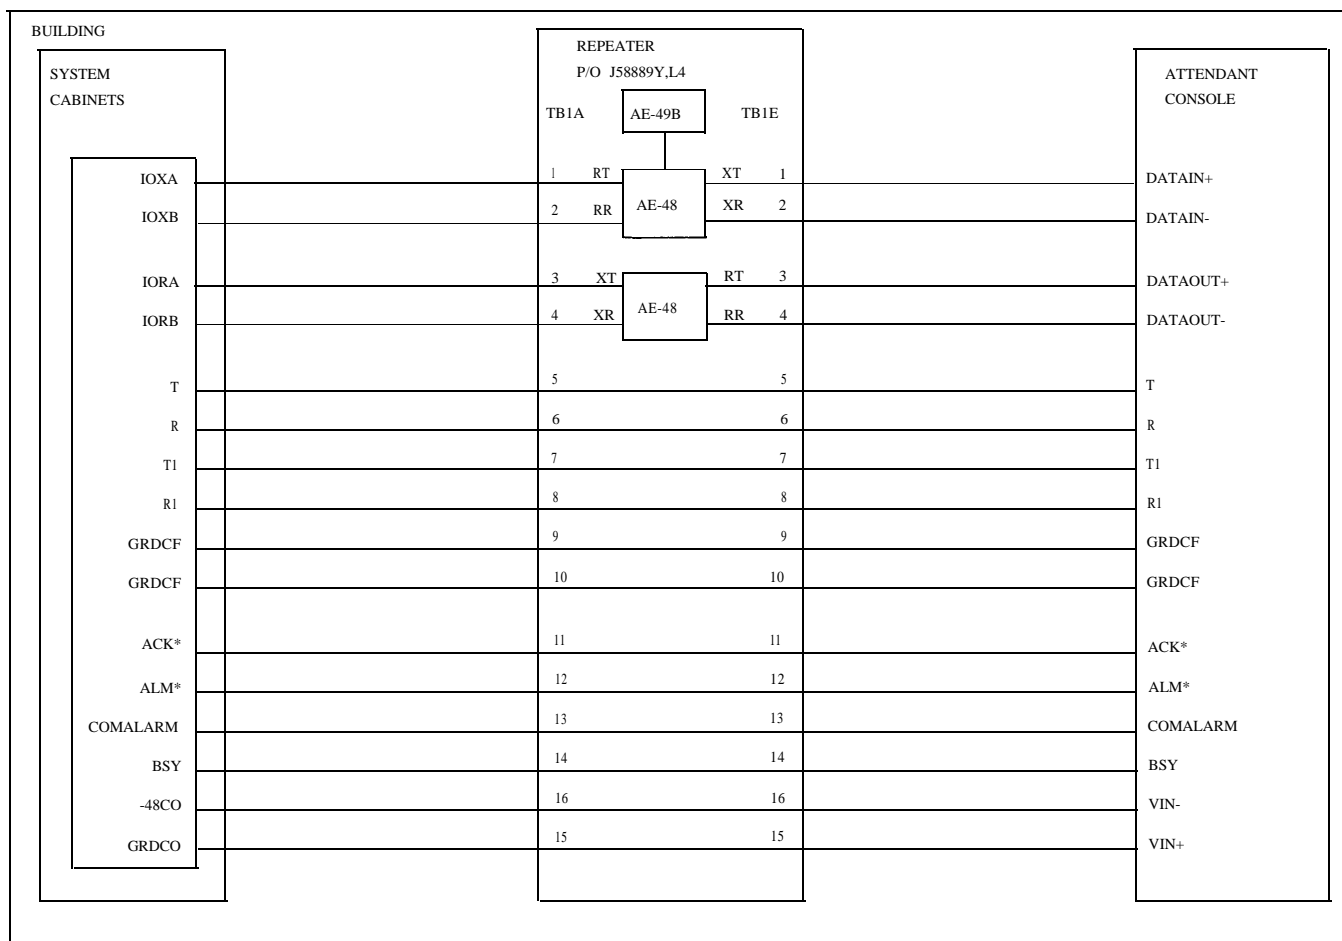 BUILDING
SYSTEM
CABINETS
REPEATER
P/O J58889Y,L4
TB1A AE-49B TB1E
ATTENDANT
CONSOLE
IOXA 1 RT XT 1 DATAIN+
IOXB 2 RR AE-48 XR 2 DATAIN-
IORA 3 XT RT 3 DATAOUT+
IORB 4 XR AE-48 RR 4 DATAOUT-
T 5 5 T
R 6 6 R
T1 7 7 T1
R1 8 8 R1
GRDCF 9 9 GRDCF
GRDCF 10 10 GRDCF
ACK* 11 11 ACK*
ALM* 12 12 ALM*
COMALARM 13 13 COMALARM
BSY 14 14 BSY
-48CO 16 16 VIN-
GRDCO 15 15 VIN+